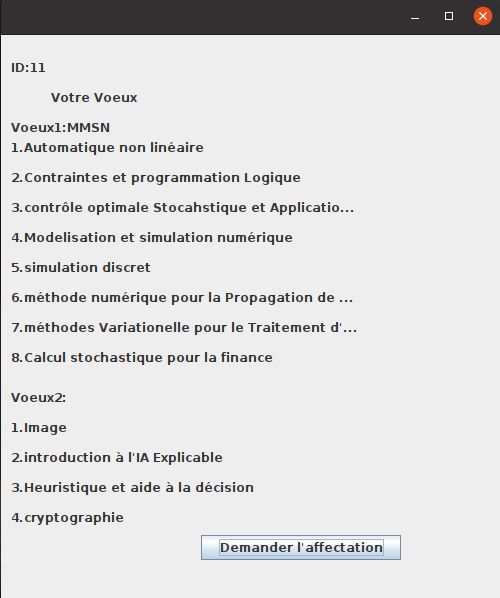 ID:11
Votre Voeux
Voeux1:MMSN
1.Automatique non linéaire
2.Contraintes et programmation Logique
3.contrôle optimale Stocahstique et Applicatio...
4.Modelisation et simulation numérique
5.simulation discret
6.méthode numérique pour la Propagation de ...
7.méthodes Variationelle pour le Traitement d'...
8.Calcul stochastique pour la finance
Voeux2:
1.Image
2.introduction à l'IA Explicable
3.Heuristique et aide à la décision
4.cryptographie
Demander l'affectation